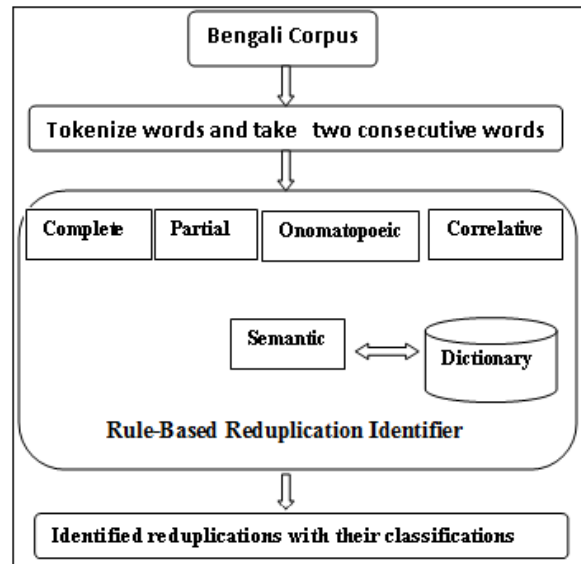 Bengali Corpus
Tokenize words and take two consecutive words
Complete Partial Onomatopoeic Correlative
Semantic
Dictionary
Rule-Based Reduplication Identifier
Identified reduplications with their classifications